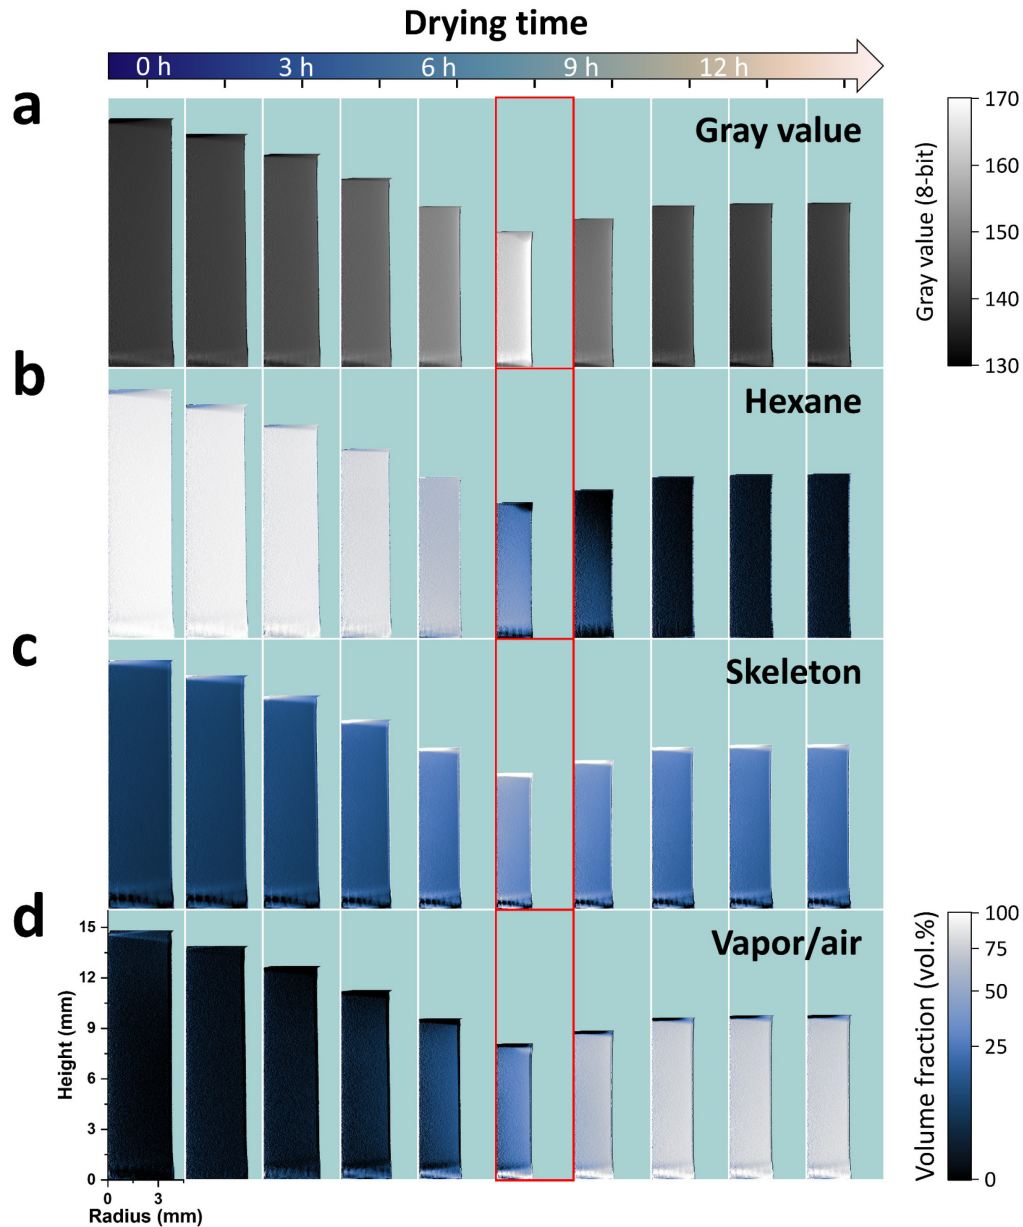 Drying time
0 h 3 h 6 h 9 h 12 h
a
Gray value
170
160
150
140
130
Gray value (8-bit)
b
Hexane
c
Skeleton
d
Vapor/air
15
12
9
6
3
0
Height (mm)
0 3
Radius (mm)
100
75
50
25
0
Volume fraction (vol.%)